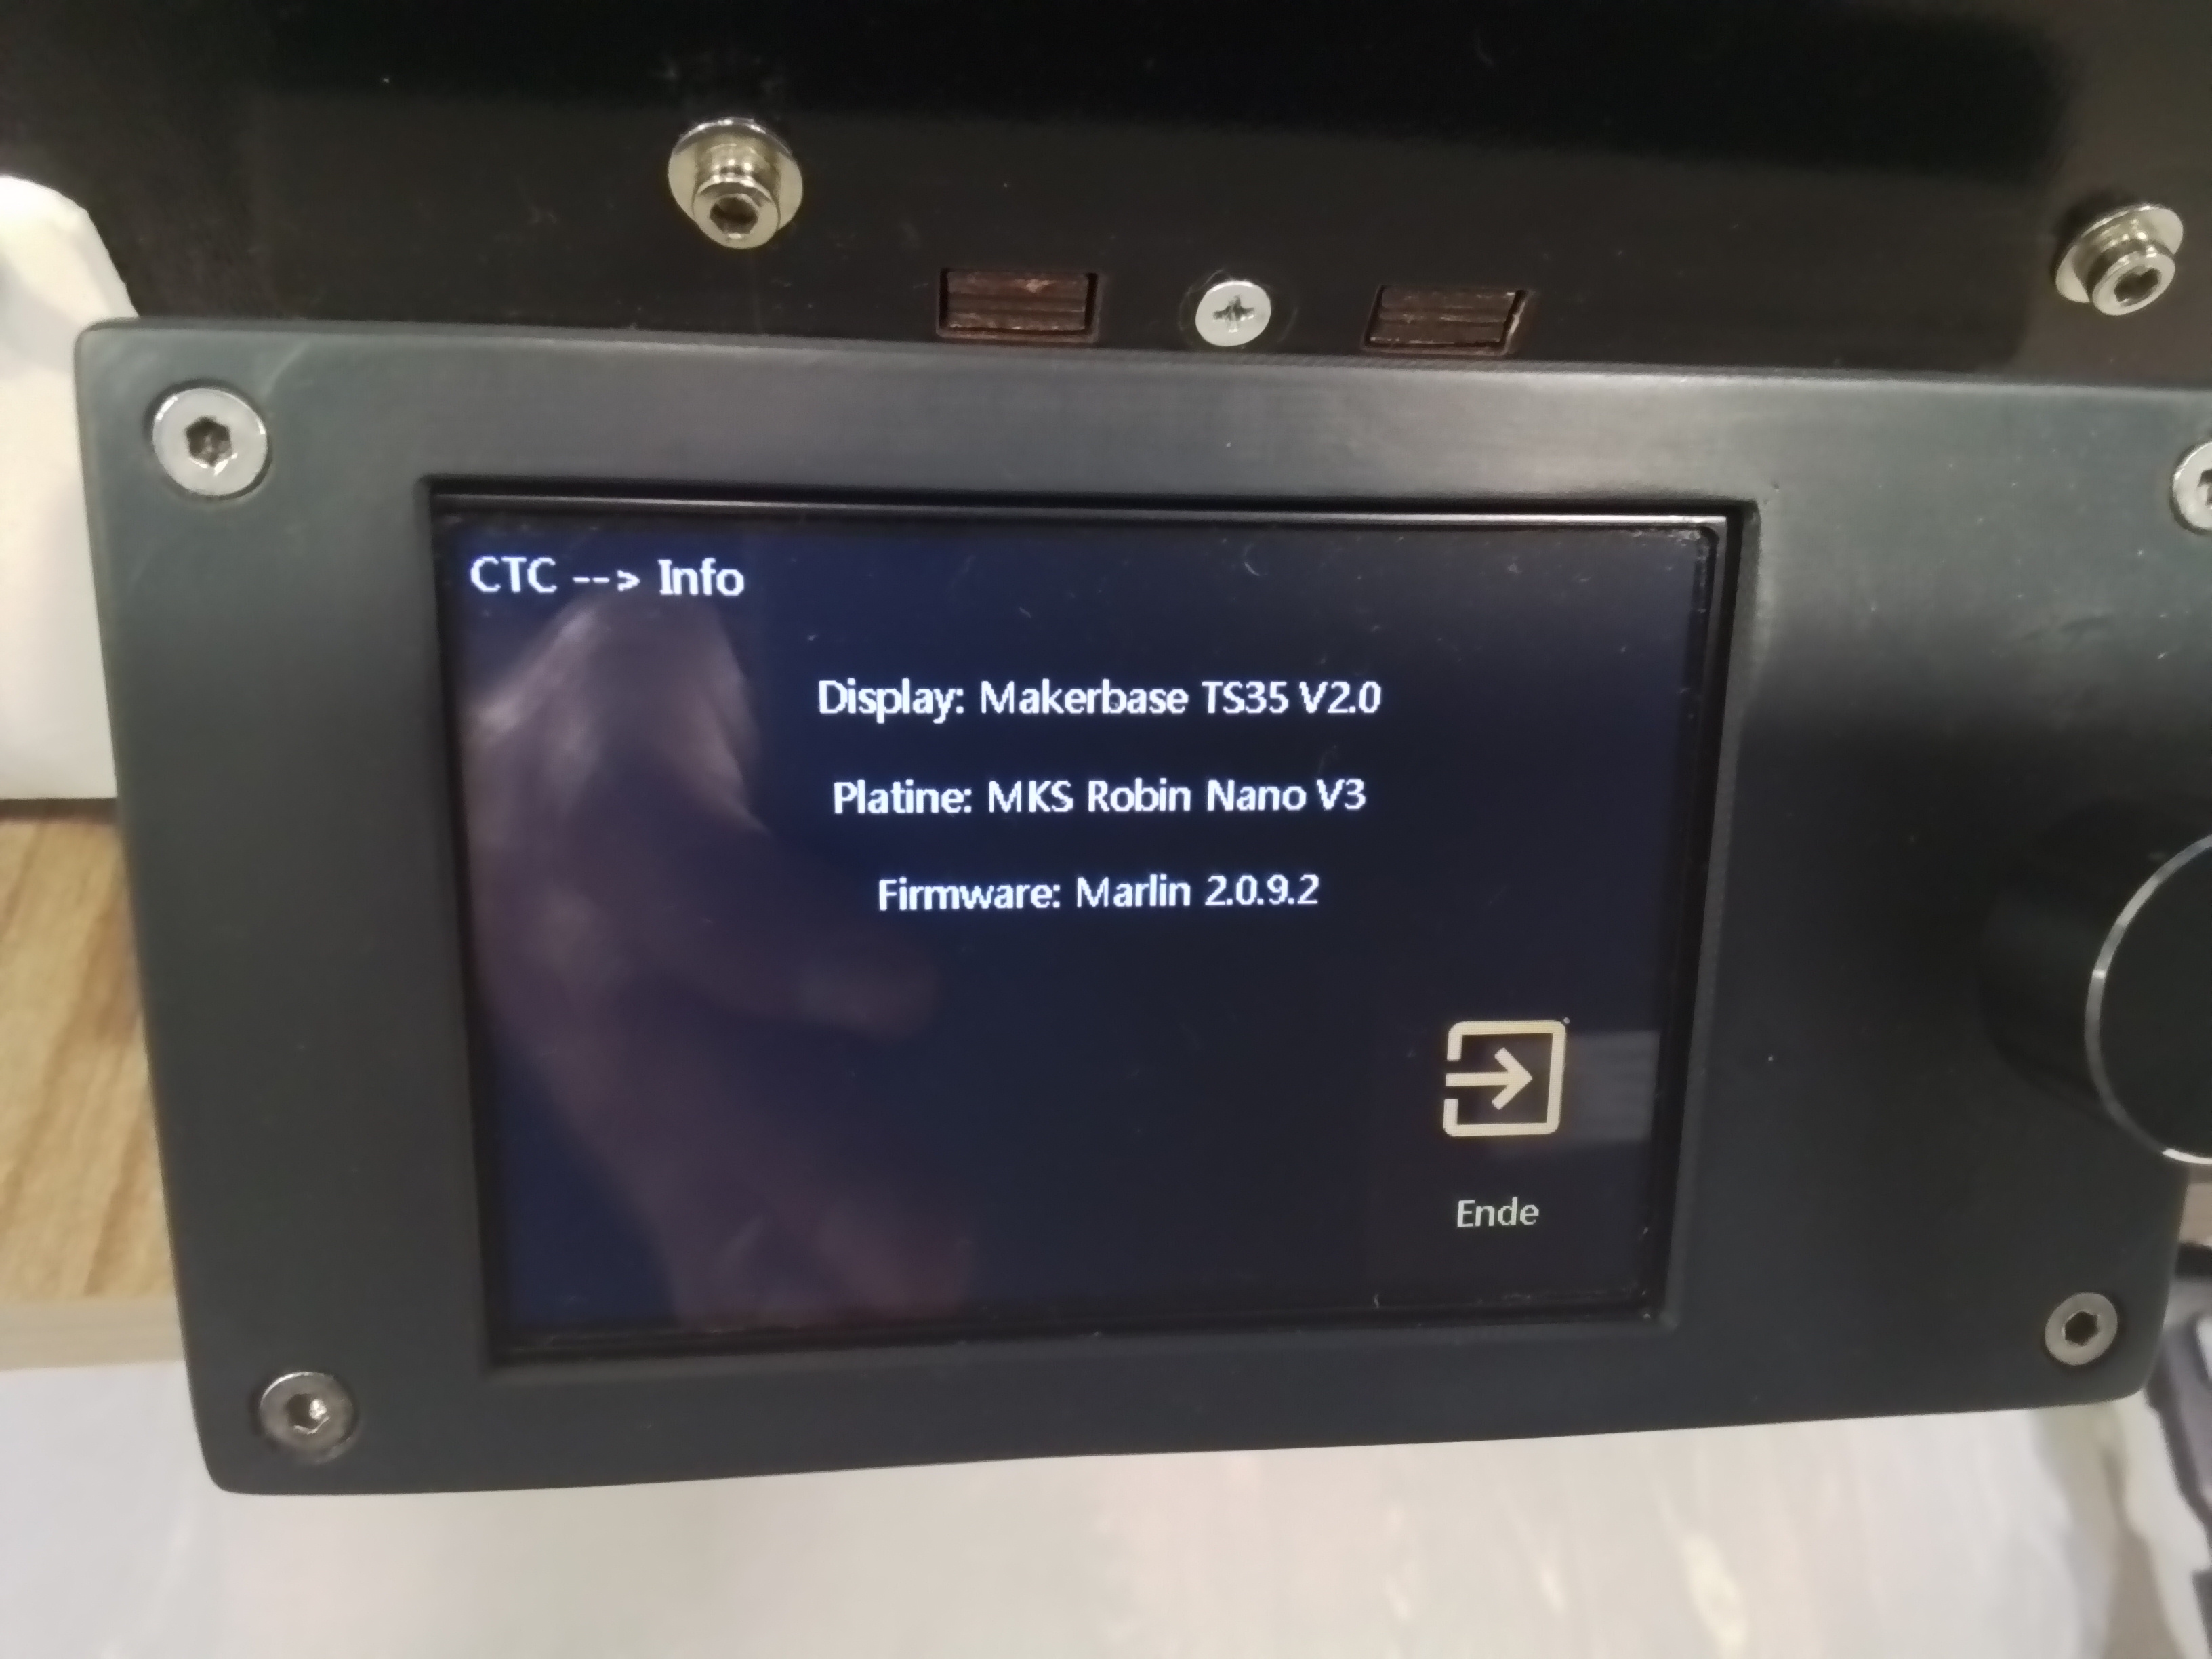 CTC --> Info
Display: Makerbase TS35 V2.0
Platine: MKS Robin Nano V3
Firmware: Marlin 2.0.9.2
Ende